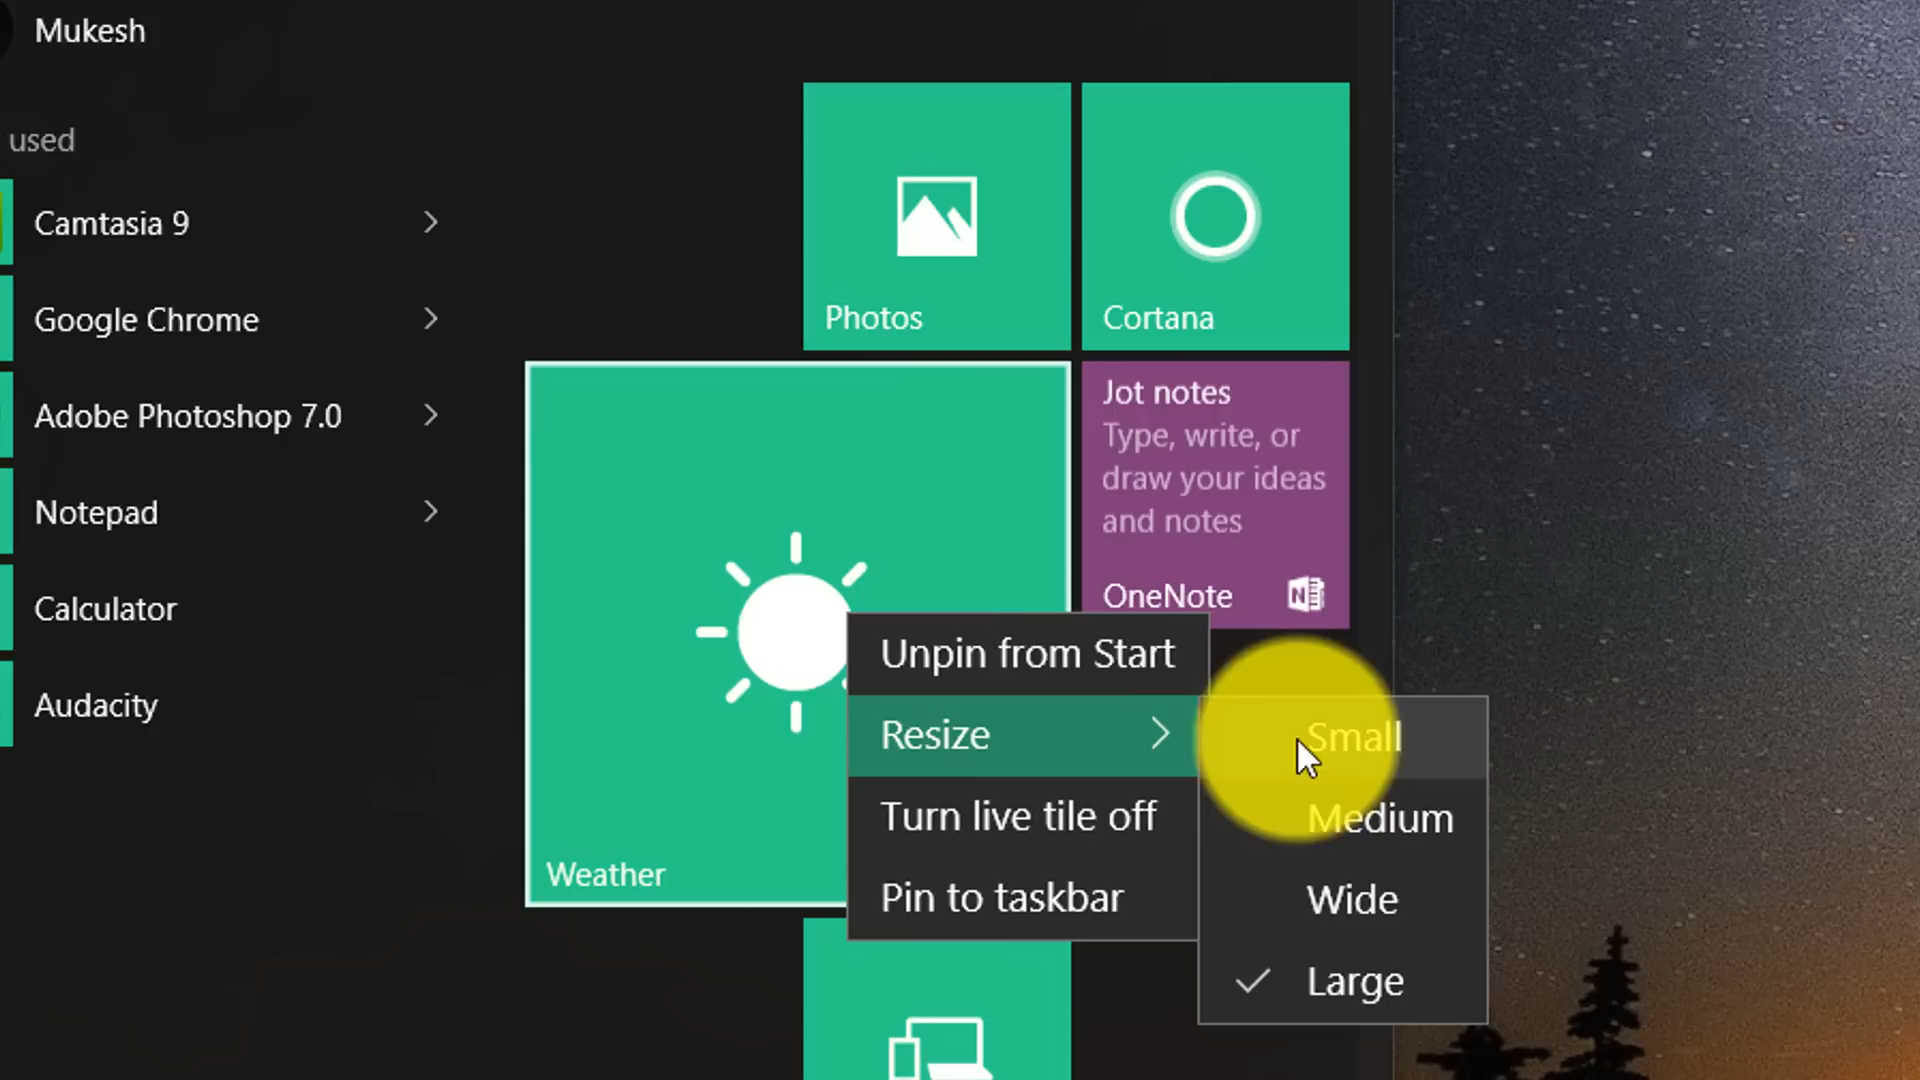 Mukesh
used
Camtasia 9
Google Chrome
Adobe Photoshop 7.0
Notepad
Calculator
Audacity
Photos
Cortana
Jot notes
Type, write, or
draw your ideas
and notes
OneNote
N
Weather
Unpin from Start
Resize
Turn live tile off
Pin to taskbar
Small
Medium
Wide
Large